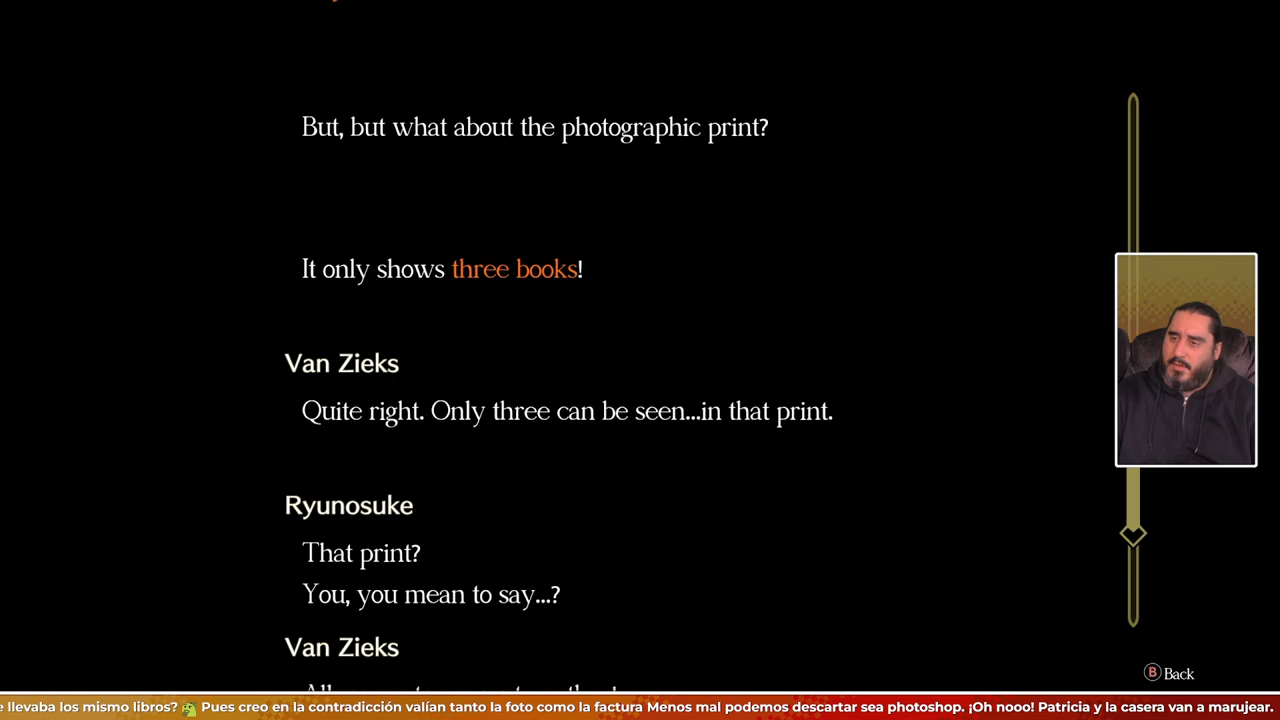 But, but what about the photographic print?
It only shows three books!
Van Zieks
Quite right. Only three can be seen...in that print.
Ryunosuke
That print?
You, you mean to say...?
Van Zieks
B Back
e llevaba los mismo libros? 🤔 Pues creo en la contradicción valían tanto la foto como la factura Menos mal podemos descartar sea photoshop. ¡Oh nooo! Patricia y la casera van a marujear.